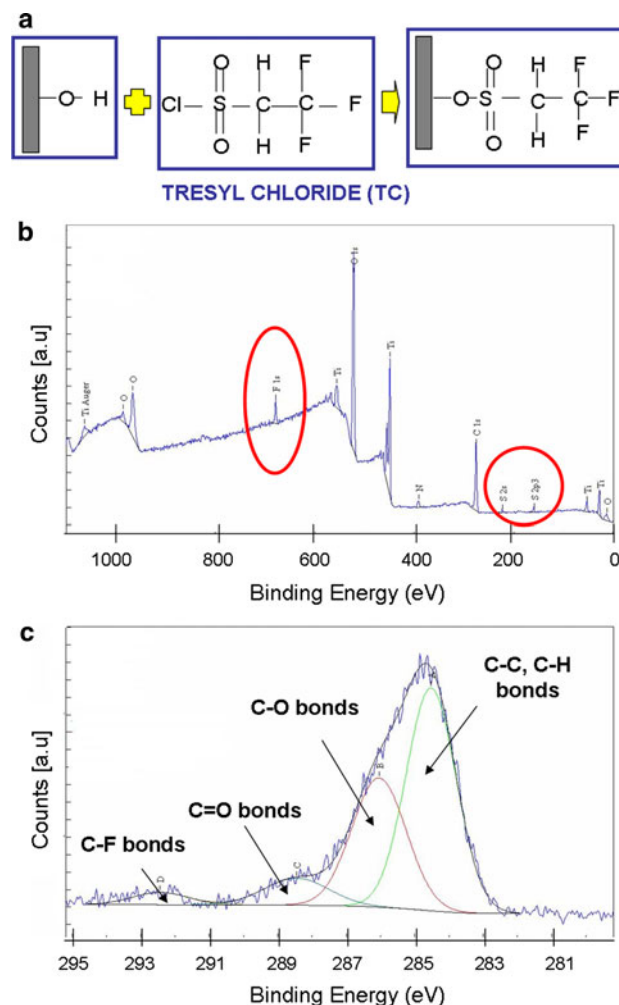 a
O H
Cl O S O H C H F C F F
O O S O H C H F C F F
TRESYL CHLORIDE (TC)
b
Counts [a.u]
Ti Auger
O
O
F 1s
Ti
O 1s
Ti
N
C 1s
S 2s
S 2p3
Ti
Ti
O
1000 800 600 400 200 0
Binding Energy (eV)
c
Counts [a.u]
C-C, C-H
bonds
C-O bonds
C=O bonds
C-F bonds
D
C
B
295 293 291 289 287 285 283 281
Binding Energy (eV)